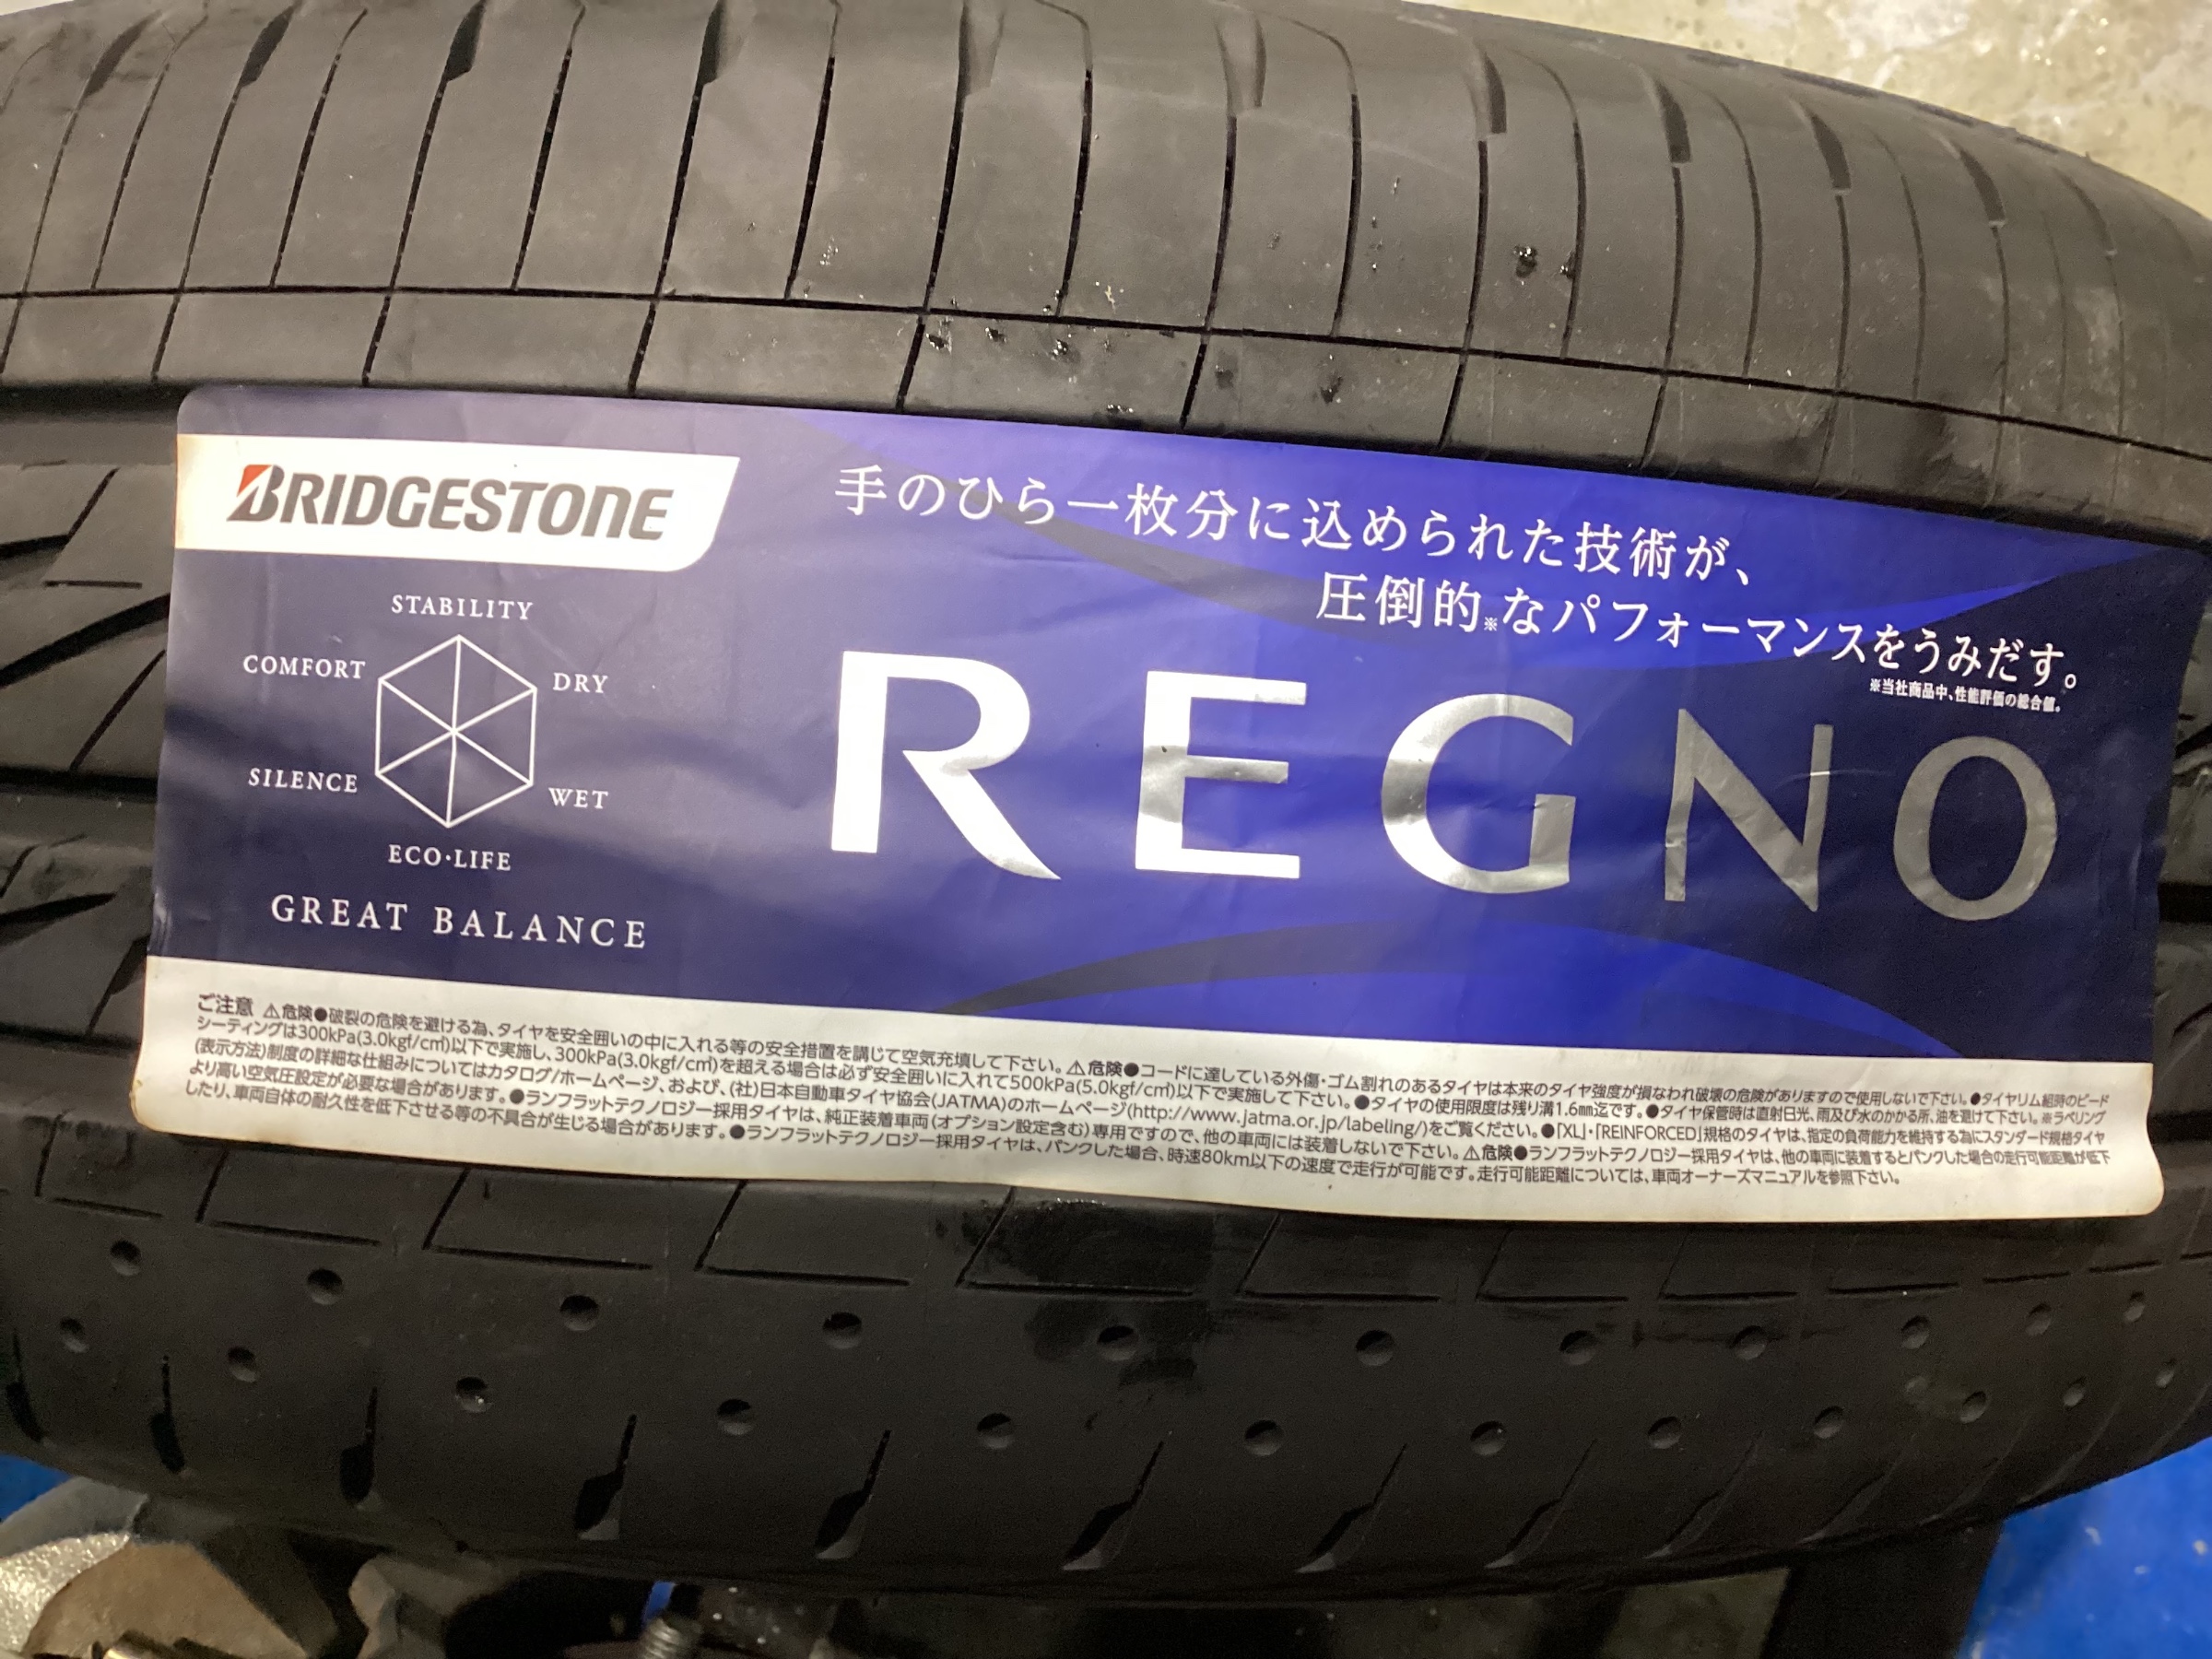 BRIDGESTONE
手のひら一枚分に込められた技術が、
圧倒的※なパフォーマンスをうみだす。
※当社商品中、性能評価の総合値。
STABILITY
COMFORT
DRY
SILENCE
WET
ECO・LIFE
GREAT BALANCE
REGNO
ご注意 ⚠危険●破裂の危険を避ける為、タイヤを安全囲いの中に入れる等の安全措置を講じて空気充填して下さい。⚠危険●コードに達している外傷・ゴム割れのあるタイヤは本来のタイヤ強度が損なわれ破壊の危険がありますので使用しないで下さい。●タイヤリム組時のビード
シーティングは300kPa(3.0kgf/c㎡)以下で実施し、300kPa(3.0kgf/c㎡)を超える場合は必ず安全囲いに入れて500kPa(5.0kgf/c㎡)以下で実施して下さい。●タイヤの使用限度は残り溝1.6㎜迄です。●タイヤ保管時は直射日光、雨及び水のかかる所、油を避けて下さい。※ラベリング
(表示方法)制度の詳細な仕組みについてはカタログ/ホームページ、および、(社)日本自動車タイヤ協会(JATMA)のホームページ(http://www.jatma.or.jp/labeling/)をご覧ください。●「XL」・「REINFORCED」規格のタイヤは、指定の負荷能力を維持する為にスタンダード規格タイヤ
より高い空気圧設定が必要な場合があります。●ランフラットテクノロジー採用タイヤは、純正装着車両(オプション設定含む)専用ですので、他の車両には装着しないで下さい。⚠危険●ランフラットテクノロジー採用タイヤは、他の車両に装着するとパンクした場合の走行可能距離が低下
したり、車両自体の耐久性を低下させる等の不具合が生じる場合があります。●ランフラットテクノロジー採用タイヤは、パンクした場合、時速80km以下の速度で走行が可能です。走行可能距離については、車両オーナーズマニュアルを参照下さい。